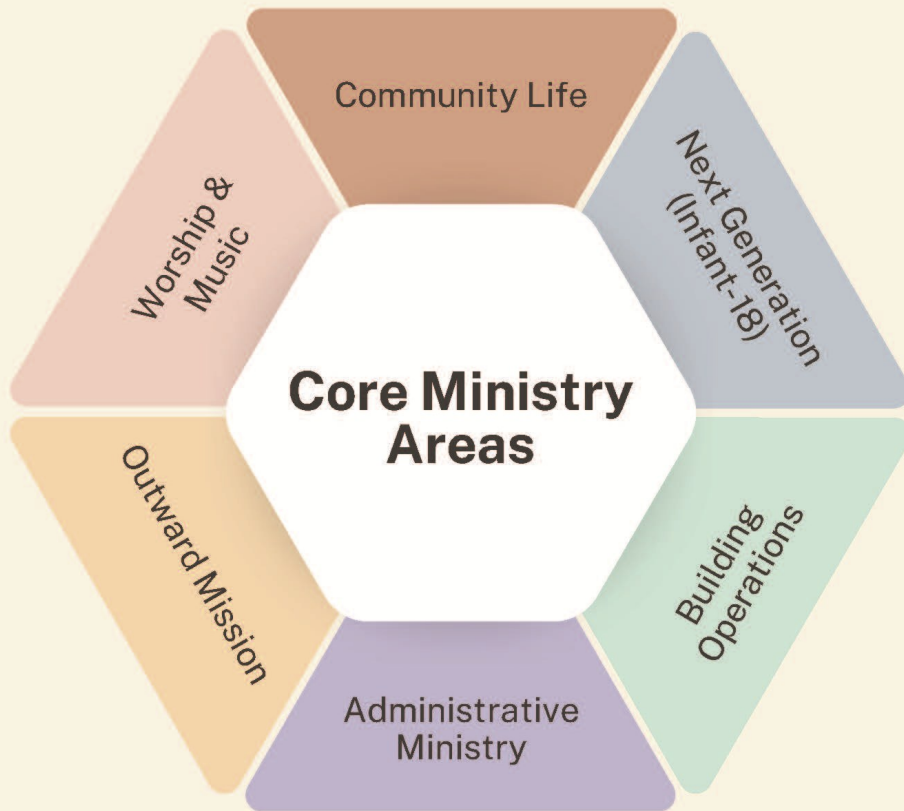 Community Life
Next Generation
(Infant-18)
Building
Operations
Administrative
Ministry
Outward Mission
Worship &
Music
Core Ministry
Areas